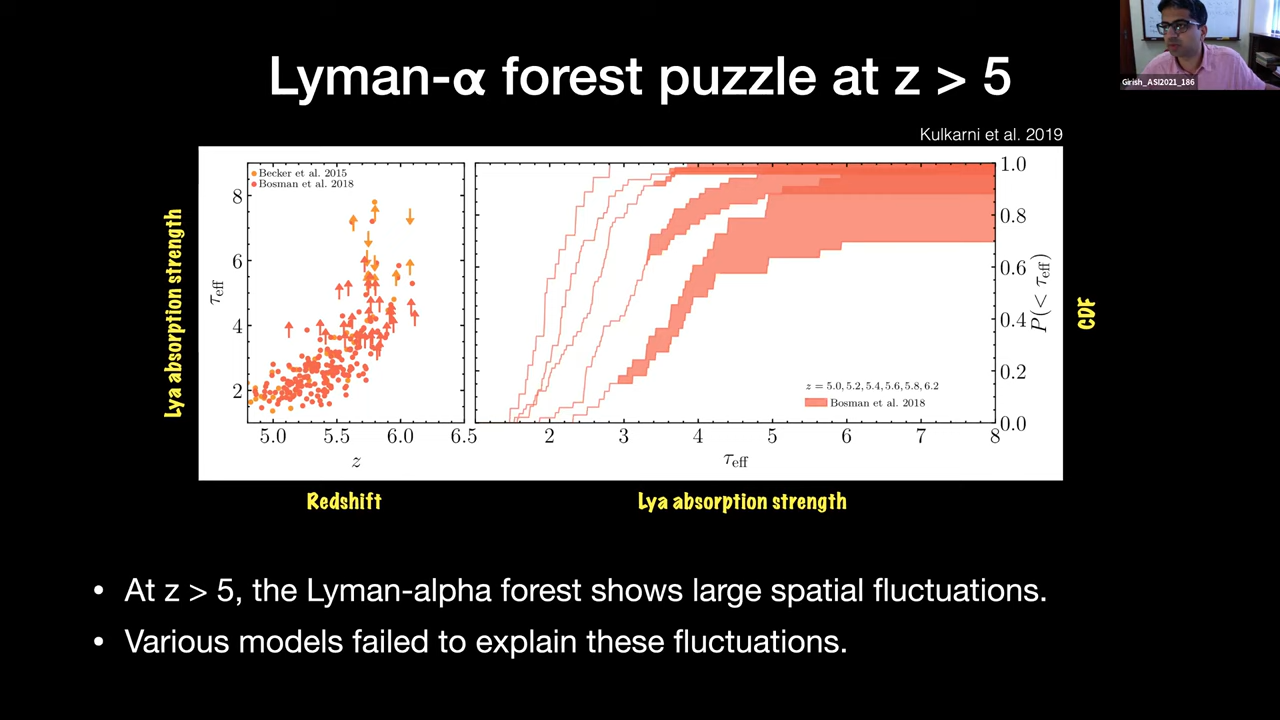 Lyman-α forest puzzle at z > 5
Girish_ASI2021_186
Kulkarni et al. 2019
Becker et al. 2015
Bosman et al. 2018
Lya absorption strength
τeff
8
6
4
2
5.0 5.5 6.0 6.5
z
Redshift
1.0
0.8
0.6
0.4
0.2
0.0
P(< τeff)
CDF
z = 5.0, 5.2, 5.4, 5.6, 5.8, 6.2
Bosman et al. 2018
2 3 4 5 6 7 8
τeff
Lya absorption strength
• At z > 5, the Lyman-alpha forest shows large spatial fluctuations.
• Various models failed to explain these fluctuations.